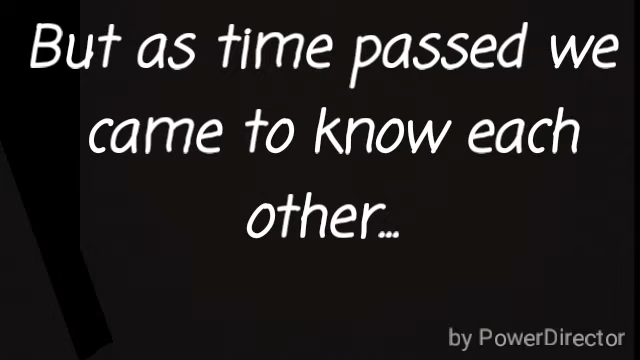 But as time passed we
came to know each
other...
by PowerDirector